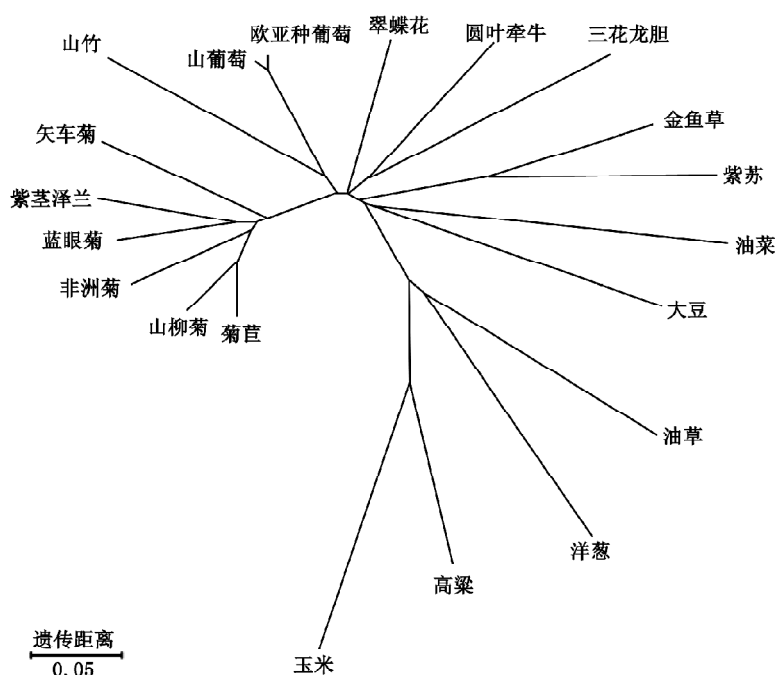 欧亚种葡萄
翠蝶花
圆叶牵牛
三花龙胆
山竹
山葡萄
金鱼草
矢车菊
紫苏
紫茎泽兰
蓝眼菊
油菜
非洲菊
大豆
山柳菊
菊苣
油草
洋葱
高粱
遗传距离
0.05
玉米